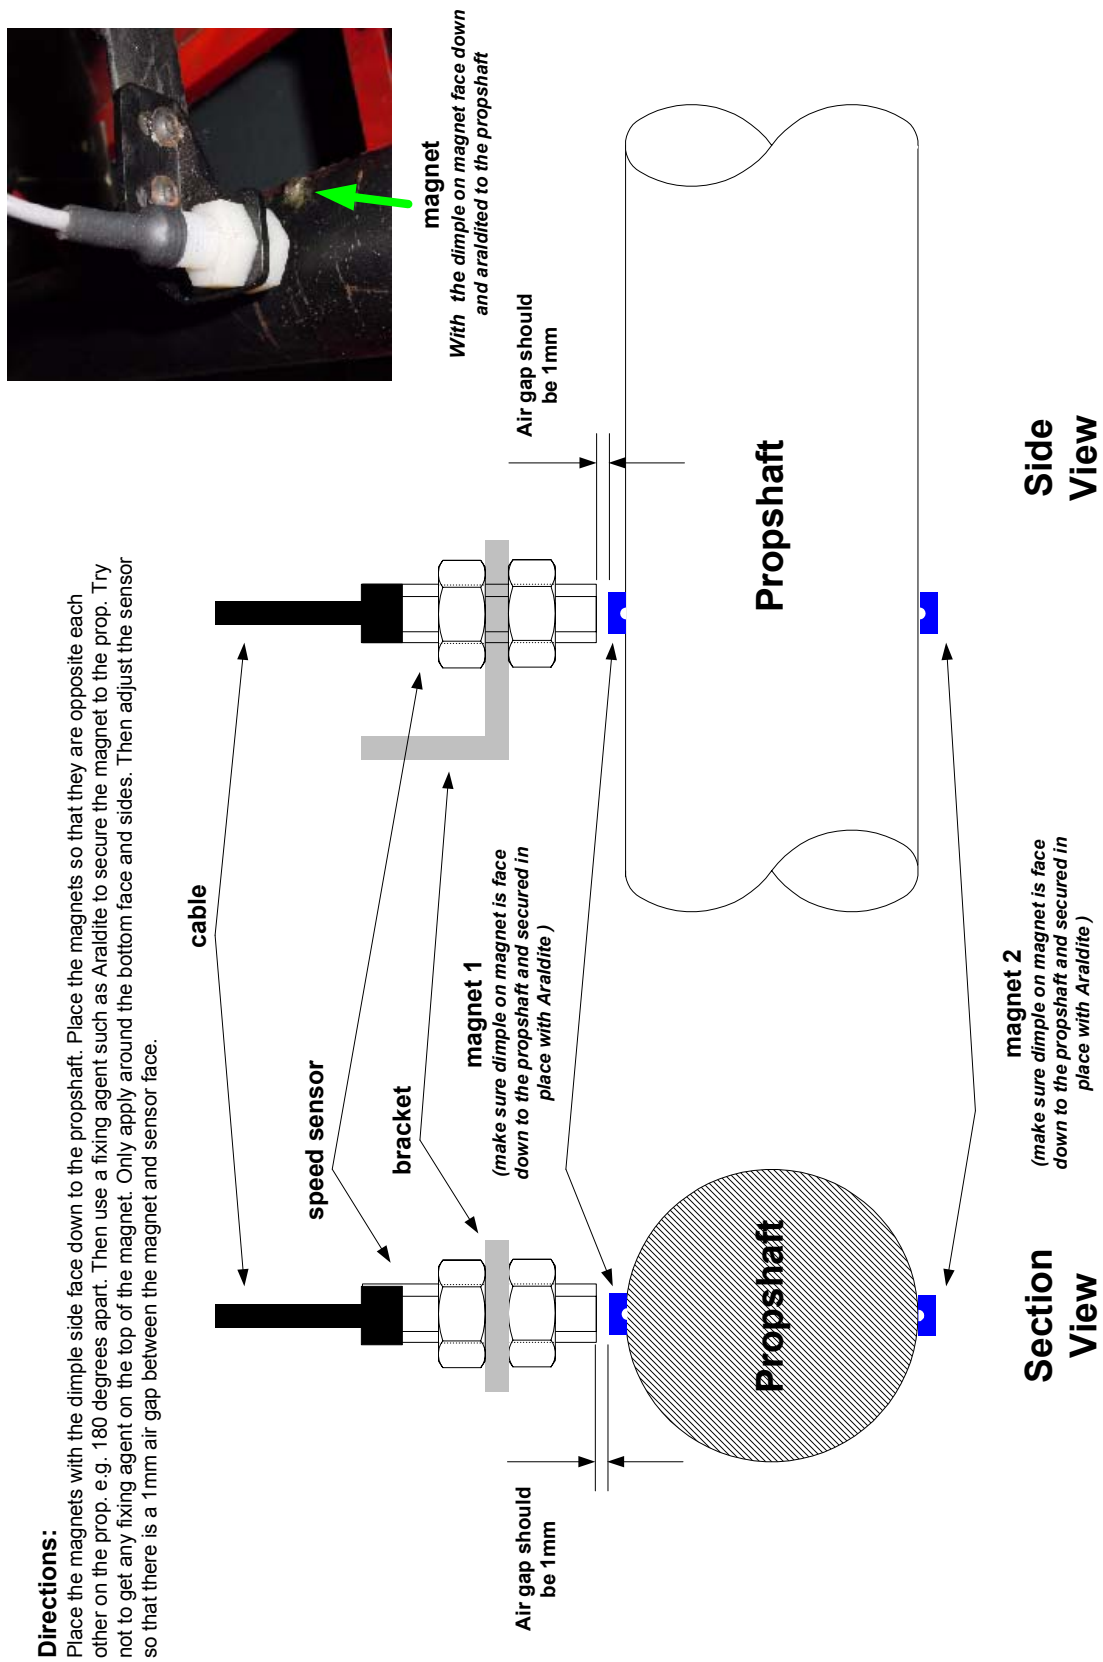 Directions:
Place the magnets with the dimple side face down to the propshaft. Place the magnets so that they are opposite each
other on the prop. e.g. 180 degrees apart. Then use a fixing agent such as Araldite to secure the magnet to the prop. Try
not to get any fixing agent on the top of the magnet. Only apply around the bottom face and sides. Then adjust the sensor
so that there is a 1mm air gap between the magnet and sensor face.
cable
speed sensor
bracket
magnet 1
(make sure dimple on magnet is face
down to the propshaft and secured in
place with Araldite )
Air gap should
be 1mm
Propshaft
magnet 2
(make sure dimple on magnet is face
down to the propshaft and secured in
place with Araldite )
Section
View
magnet
With the dimple on magnet face down
and araldited to the propshaft
Air gap should
be 1mm
Propshaft
Side
View